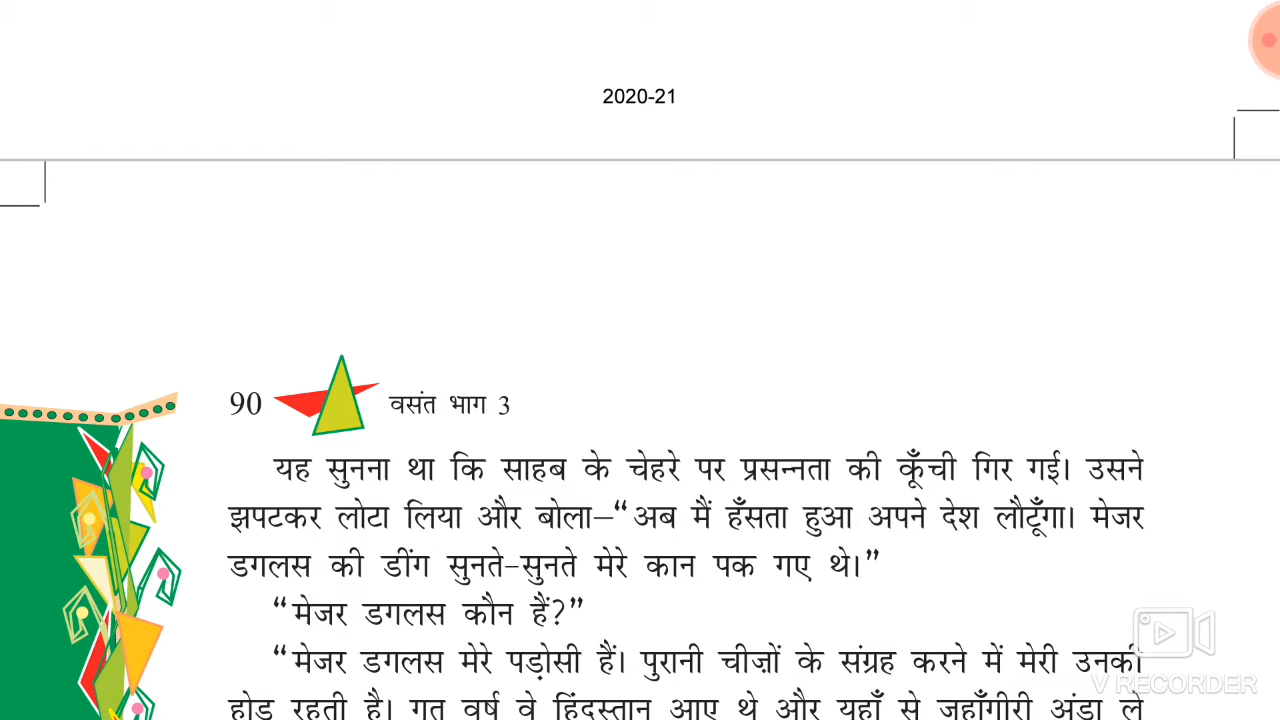 2020-21
90 वसंत भाग 3
यह सुनना था कि साहब के चेहरे पर प्रसन्नता की कूँची गिर गई। उसने
झपटकर लोटा लिया और बोला–“अब मैं हँसता हुआ अपने देश लौटूँगा। मेजर
डगलस की डींग सुनते-सुनते मेरे कान पक गए थे।”
“मेजर डगलस कौन हैं?”
“मेजर डगलस मेरे पड़ोसी हैं। पुरानी चीज़ों के संग्रह करने में मेरी उनकी
होड़ रहती है। गत वर्ष वे हिंदुस्तान आए थे और यहाँ से जहाँगीरी अंडा ले
V RECORDER